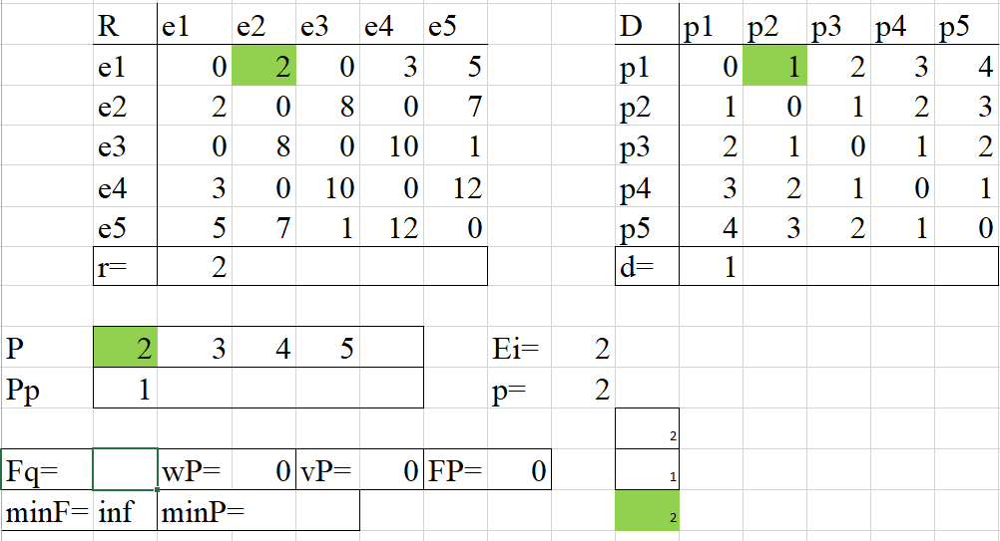 R e1 e2 e3 e4 e5 D p1 p2 p3 p4 p5
e1 0 2 0 3 5 p1 0 1 2 3 4
e2 2 0 8 0 7 p2 1 0 1 2 3
e3 0 8 0 10 1 p3 2 1 0 1 2
e4 3 0 10 0 12 p4 3 2 1 0 1
e5 5 7 1 12 0 p5 4 3 2 1 0
r= 2 d= 1
P 2 3 4 5 Ei= 2
Pp 1 p= 2
2
Fq= wP= 0 vP= 0 FP= 0 1
minF= inf minP= 2